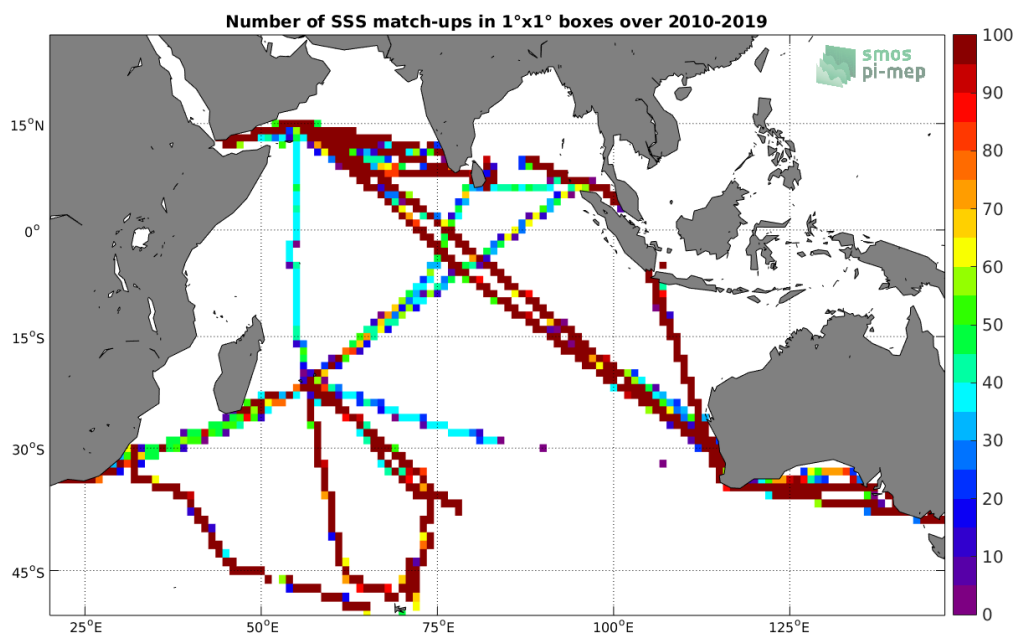 Number of SSS match-ups in 1°x1° boxes over 2010-2019
smos
pi-mep
100
90
80
70
60
50
40
30
20
10
0
15°N
0°
15°S
30°S
45°S
25°E
50°E
75°E
100°E
125°E